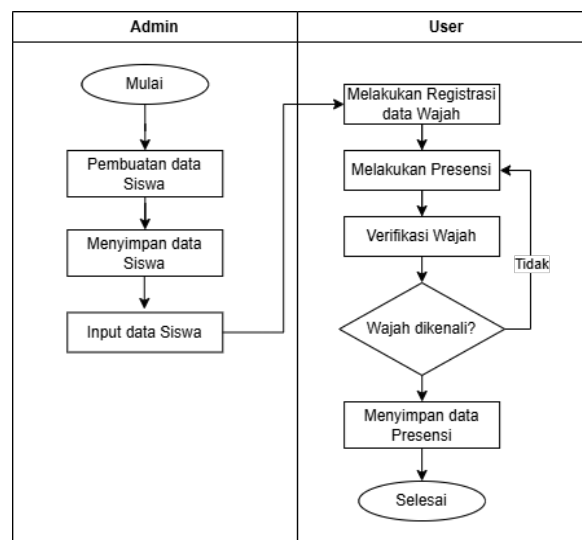 Admin
User
Mulai
Pembuatan data
Siswa
Menyimpan data
Siswa
Input data Siswa
Melakukan Registrasi
data Wajah
Melakukan Presensi
Verifikasi Wajah
Tidak
Wajah dikenali?
Menyimpan data
Presensi
Selesai